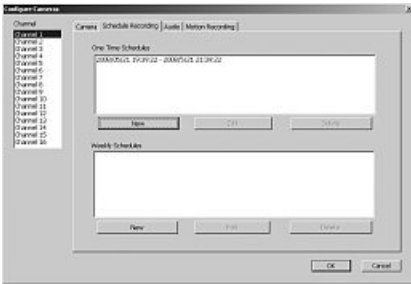 Configure Cameras
Channel
Channel 1
Channel 2
Channel 3
Channel 4
Channel 5
Channel 6
Channel 7
Channel 8
Channel 9
Channel 10
Channel 11
Channel 12
Channel 13
Channel 14
Channel 15
Channel 16
Camera Schedule Recording Audio Motion Recording
One Time Schedules
New Edit Delete
Weekly Schedules
New Edit Delete
OK Cancel